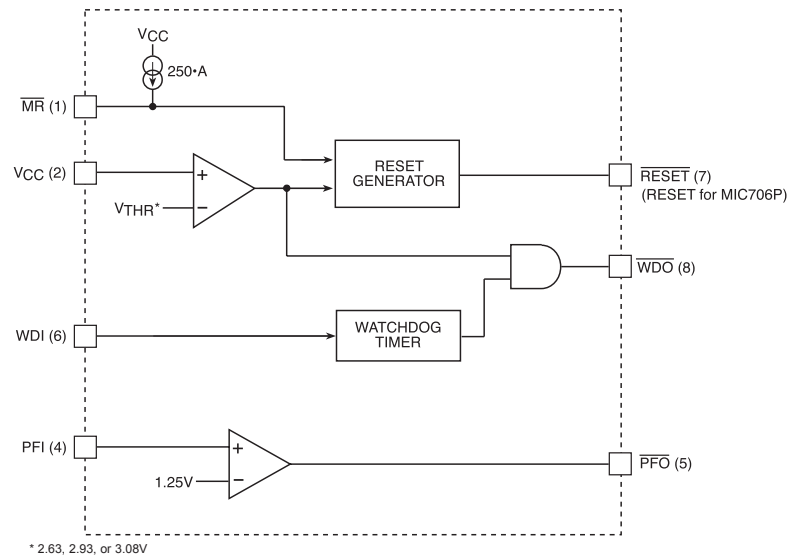 VCC
250•A
MR (1)
VCC (2)
+
VTHR*
–
RESET
GENERATOR
RESET (7)
(RESET for MIC706P)
WDO (8)
WDI (6)
WATCHDOG
TIMER
PFI (4)
+
1.25V
–
PFO (5)
* 2.63, 2.93, or 3.08V